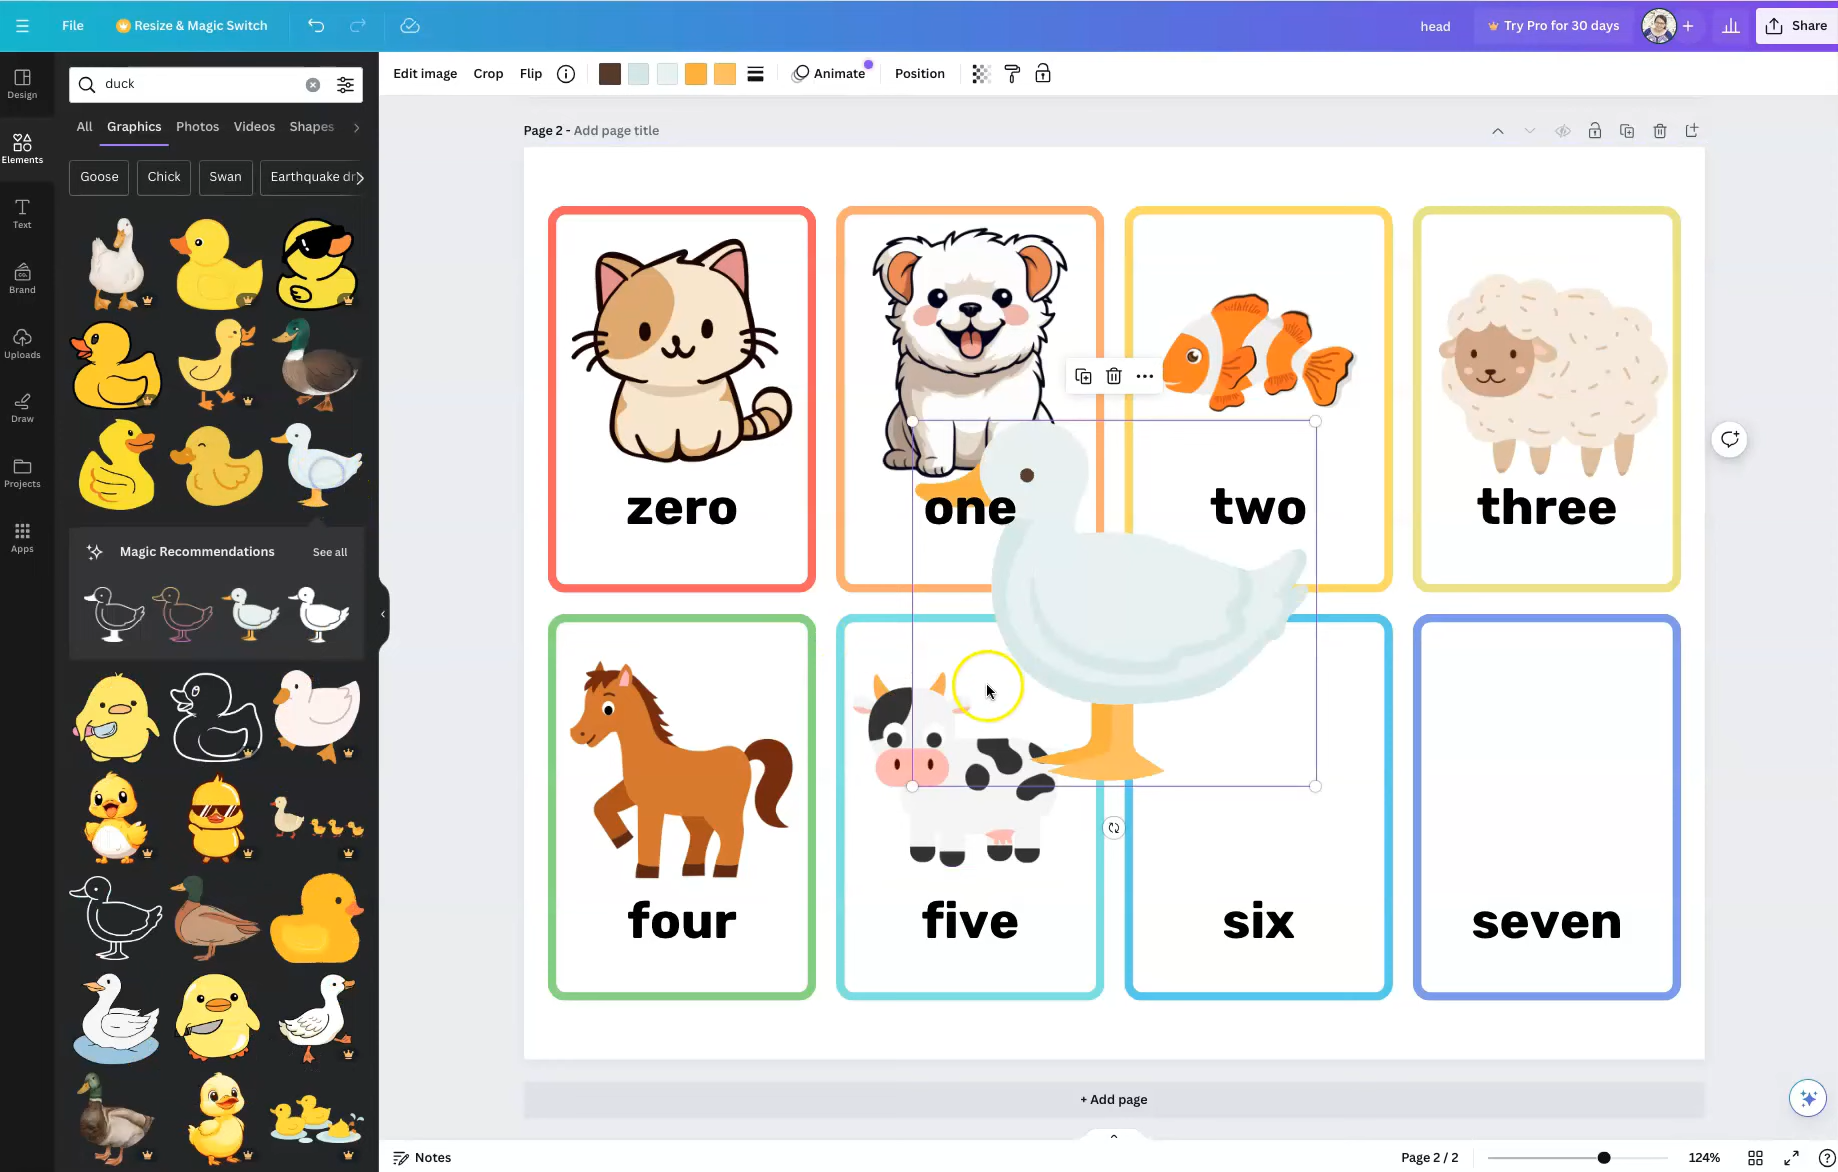 File
Resize & Magic Switch
head
Try Pro for 30 days
Share
Design
Elements
Text
Brand
Uploads
Draw
Projects
Apps
duck
All Graphics Photos Videos Shapes
Goose Chick Swan Earthquake dr
Magic Recommendations See all
Edit image Crop Flip Animate Position
Page 2 - Add page title
zero one two three
four five six seven
+ Add page
Notes
Page 2 / 2
124%